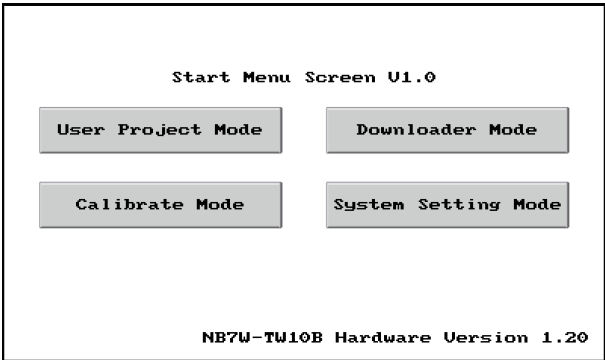 Start Menu Screen V1.0
User Project Mode
Downloader Mode
Calibrate Mode
System Setting Mode
NB7W-TW10B Hardware Version 1.20